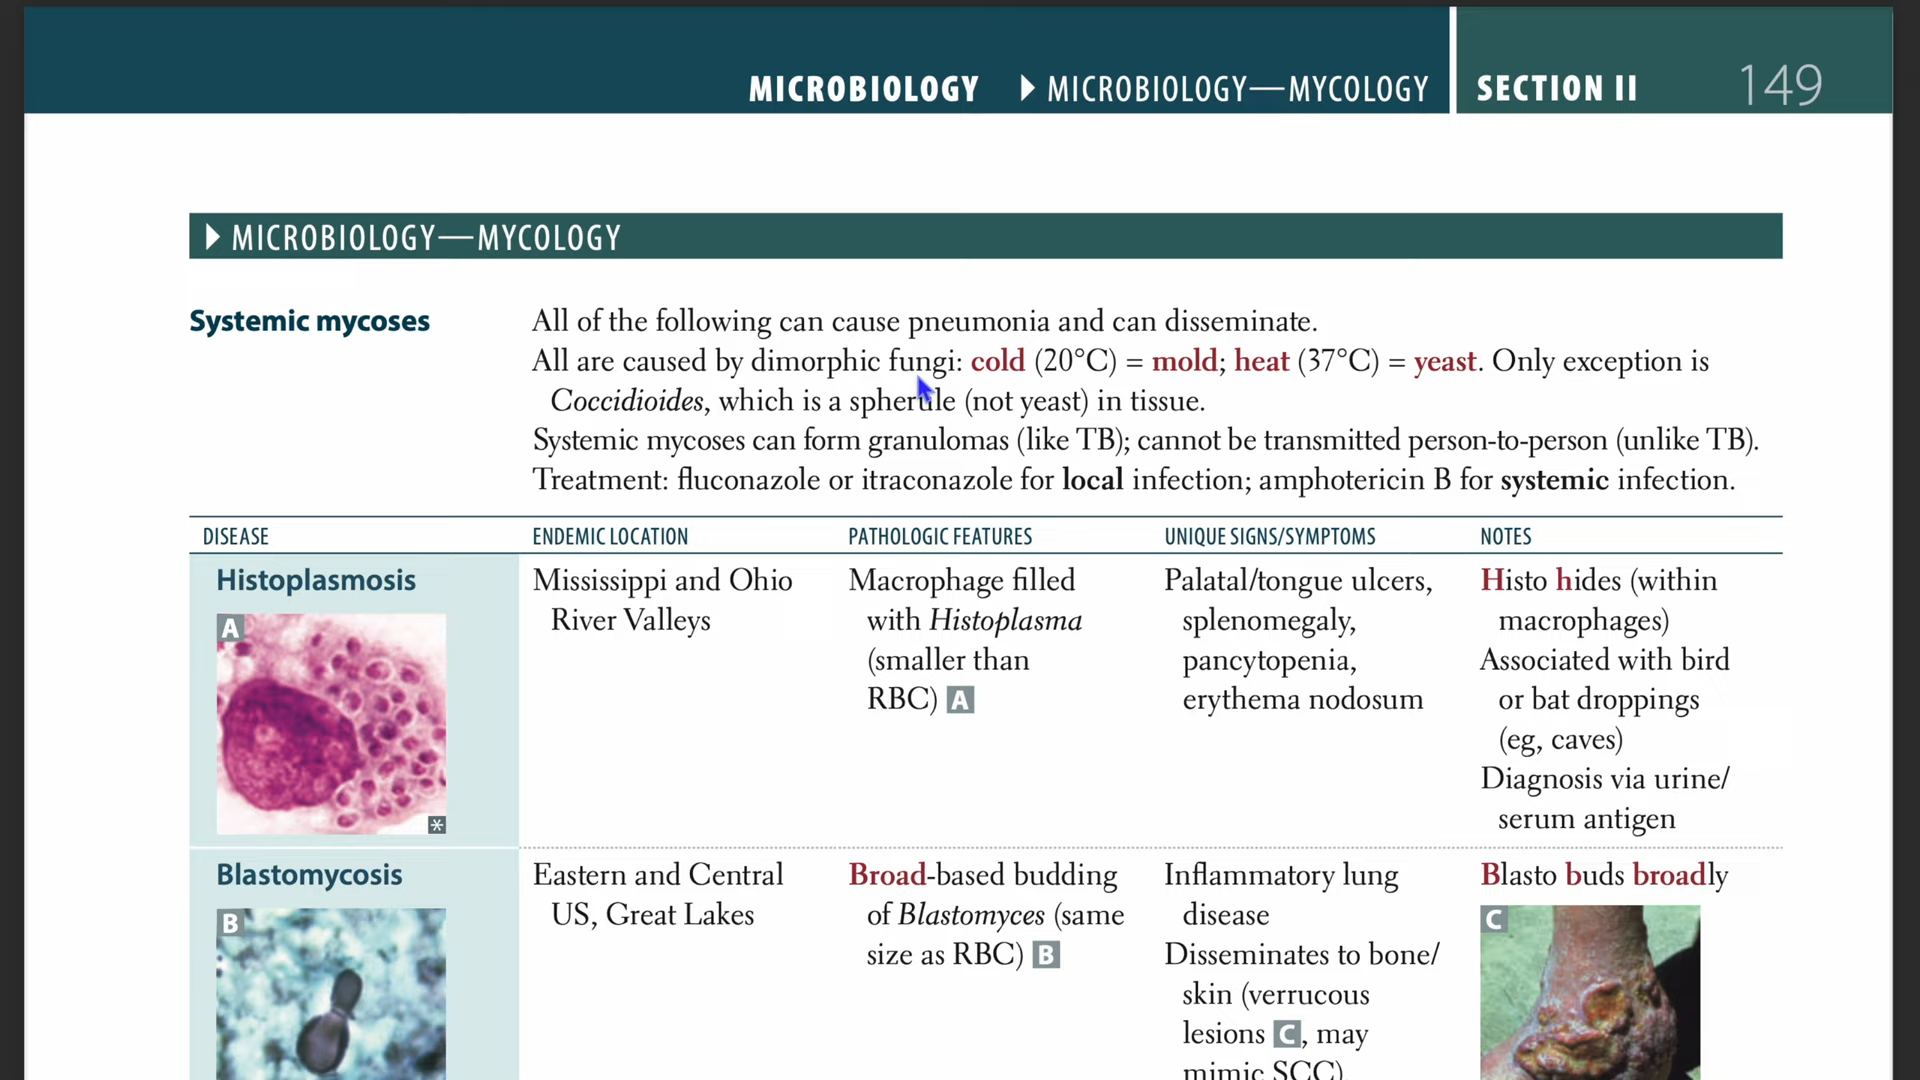 MICROBIOLOGY ▶ MICROBIOLOGY—MYCOLOGY SECTION II 149
▶ MICROBIOLOGY—MYCOLOGY
Systemic mycoses
All of the following can cause pneumonia and can disseminate.
All are caused by dimorphic fungi: cold (20°C) = mold; heat (37°C) = yeast. Only exception is
Coccidioides, which is a spherule (not yeast) in tissue.
Systemic mycoses can form granulomas (like TB); cannot be transmitted person-to-person (unlike TB).
Treatment: fluconazole or itraconazole for local infection; amphotericin B for systemic infection.
DISEASE ENDEMIC LOCATION PATHOLOGIC FEATURES UNIQUE SIGNS/SYMPTOMS NOTES
Histoplasmosis
A
Mississippi and Ohio
River Valleys
Macrophage filled
with Histoplasma
(smaller than
RBC) A
Palatal/tongue ulcers,
splenomegaly,
pancytopenia,
erythema nodosum
Histo hides (within
macrophages)
Associated with bird
or bat droppings
(eg, caves)
Diagnosis via urine/
serum antigen
Blastomycosis
B
Eastern and Central
US, Great Lakes
Broad-based budding
of Blastomyces (same
size as RBC) B
Inflammatory lung
disease
Disseminates to bone/
skin (verrucous
lesions C, may
mimic SCC).
Blasto buds broadly
C